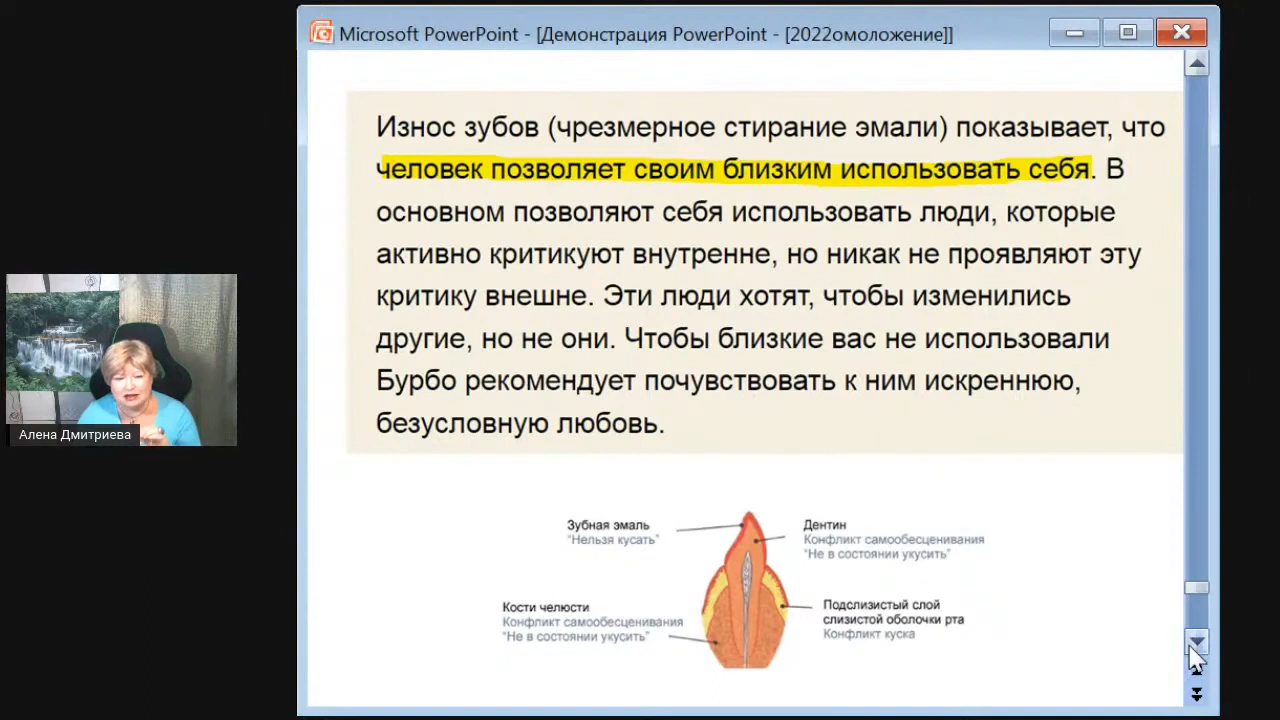 Microsoft PowerPoint - [Демонстрация PowerPoint - [2022омоложение]]
Износ зубов (чрезмерное стирание эмали) показывает, что
человек позволяет своим близким использовать себя. В
основном позволяют себя использовать люди, которые
активно критикуют внутренне, но никак не проявляют эту
критику внешне. Эти люди хотят, чтобы изменились
другие, но не они. Чтобы близкие вас не использовали
Бурбо рекомендует почувствовать к ним искреннюю,
безусловную любовь.
Алена Дмитриева
Зубная эмаль
“Нельзя кусать”
Дентин
Конфликт самообесценивания
“Не в состоянии укусить”
Кости челюсти
Конфликт самообесценивания
“Не в состоянии укусить”
Подслизистый слой
слизистой оболочки рта
Конфликт куска